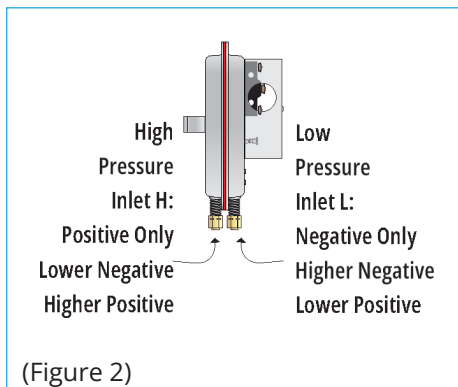 High
Pressure
Inlet H:
Positive Only
Lower Negative
Higher Positive
Low
Pressure
Inlet L:
Negative Only
Higher Negative
Lower Positive
(Figure 2)